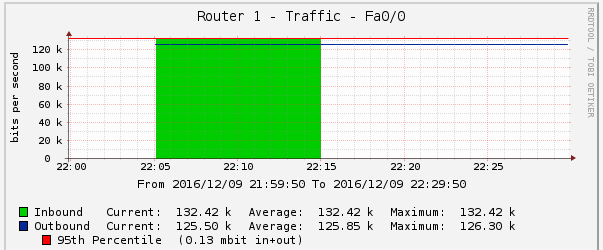 Router 1 - Traffic - Fa0/0
RRDTOOL / TOBI OETIKER
bits per second
120 k
100 k
80 k
60 k
40 k
20 k
0
22:00 22:05 22:10 22:15 22:20 22:25
From 2016/12/09 21:59:50 To 2016/12/09 22:29:50
Inbound Current: 132.42 k Average: 132.42 k Maximum: 132.42 k
Outbound Current: 125.50 k Average: 125.85 k Maximum: 126.30 k
95th Percentile (0.13 mbit in+out)